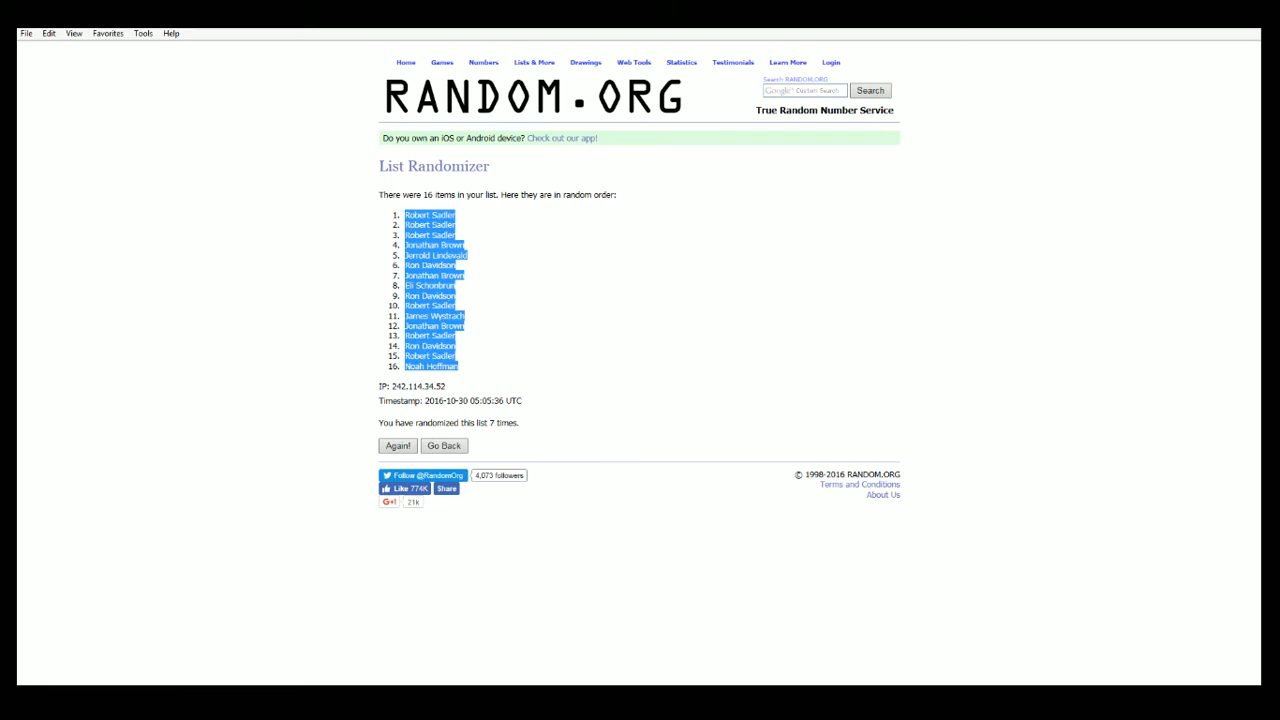 File Edit View Favorites Tools Help
Home Games Numbers Lists & More Drawings Web Tools Statistics Testimonials Learn More Login
RANDOM.ORG
Search RANDOM.ORG
Google™ Custom Search Search
True Random Number Service
Do you own an iOS or Android device? Check out our app!
List Randomizer
There were 16 items in your list. Here they are in random order:
1. Robert Sadler
2. Robert Sadler
3. Robert Sadler
4. Jonathan Brown
5. Jerrold Lindevald
6. Ron Davidson
7. Jonathan Brown
8. Eli Schonbrun
9. Ron Davidson
10. Robert Sadler
11. James Wystrach
12. Jonathan Brown
13. Robert Sadler
14. Ron Davidson
15. Robert Sadler
16. Noah Hoffman
IP: 242.114.34.52
Timestamp: 2016-10-30 05:05:36 UTC
You have randomized this list 7 times.
Again! Go Back
Follow @RandomOrg 4,073 followers
Like 774K Share
G+1 21k
© 1998-2016 RANDOM.ORG
Terms and Conditions
About Us